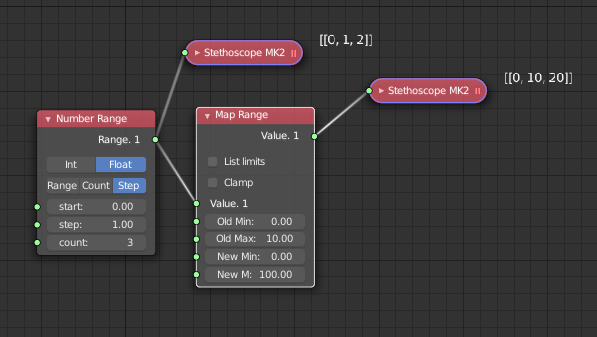 Stethoscope MK2
[[0, 1, 2]]
Stethoscope MK2
[[0, 10, 20]]
Number Range
Range. 1
Int Float
Range Count Step
start: 0.00
step: 1.00
count: 3
Map Range
Value. 1
List limits
Clamp
Value. 1
Old Min: 0.00
Old Max: 10.00
New Min: 0.00
New M: 100.00